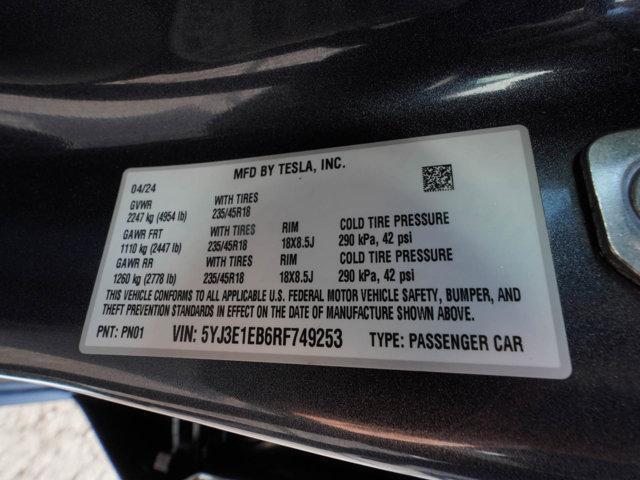 MFD BY TESLA, INC.
04/24
GVWR WITH TIRES
2247 kg (4954 lb) 235/45R18
GAWR FRT WITH TIRES RIM COLD TIRE PRESSURE
1110 kg (2447 lb) 235/45R18 18X8.5J 290 kPa, 42 psi
GAWR RR WITH TIRES RIM COLD TIRE PRESSURE
1260 kg (2778 lb) 235/45R18 18X8.5J 290 kPa, 42 psi
THIS VEHICLE CONFORMS TO ALL APPLICABLE U.S. FEDERAL MOTOR VEHICLE SAFETY, BUMPER, AND
THEFT PREVENTION STANDARDS IN EFFECT ON THE DATE OF MANUFACTURE SHOWN ABOVE.
PNT: PN01 VIN: 5YJ3E1EB6RF749253 TYPE: PASSENGER CAR